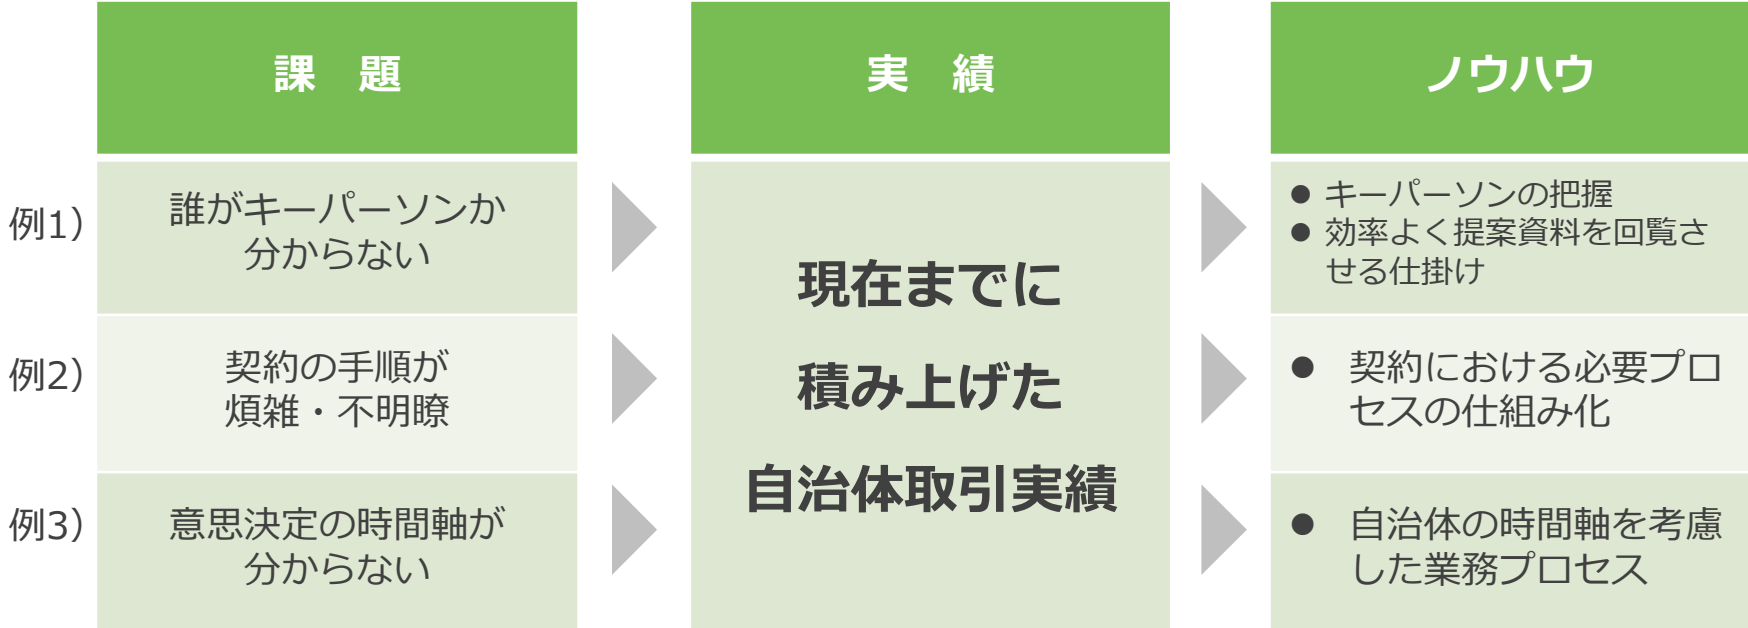 課　題
実　績
ノウハウ
例1）
誰がキーパーソンか
分からない
例2）
契約の手順が
煩雑・不明瞭
例3）
意思決定の時間軸が
分からない
現在までに
積み上げた
自治体取引実績
● キーパーソンの把握
● 効率よく提案資料を回覧さ
せる仕掛け
● 契約における必要プロ
セスの仕組み化
● 自治体の時間軸を考慮
した業務プロセス